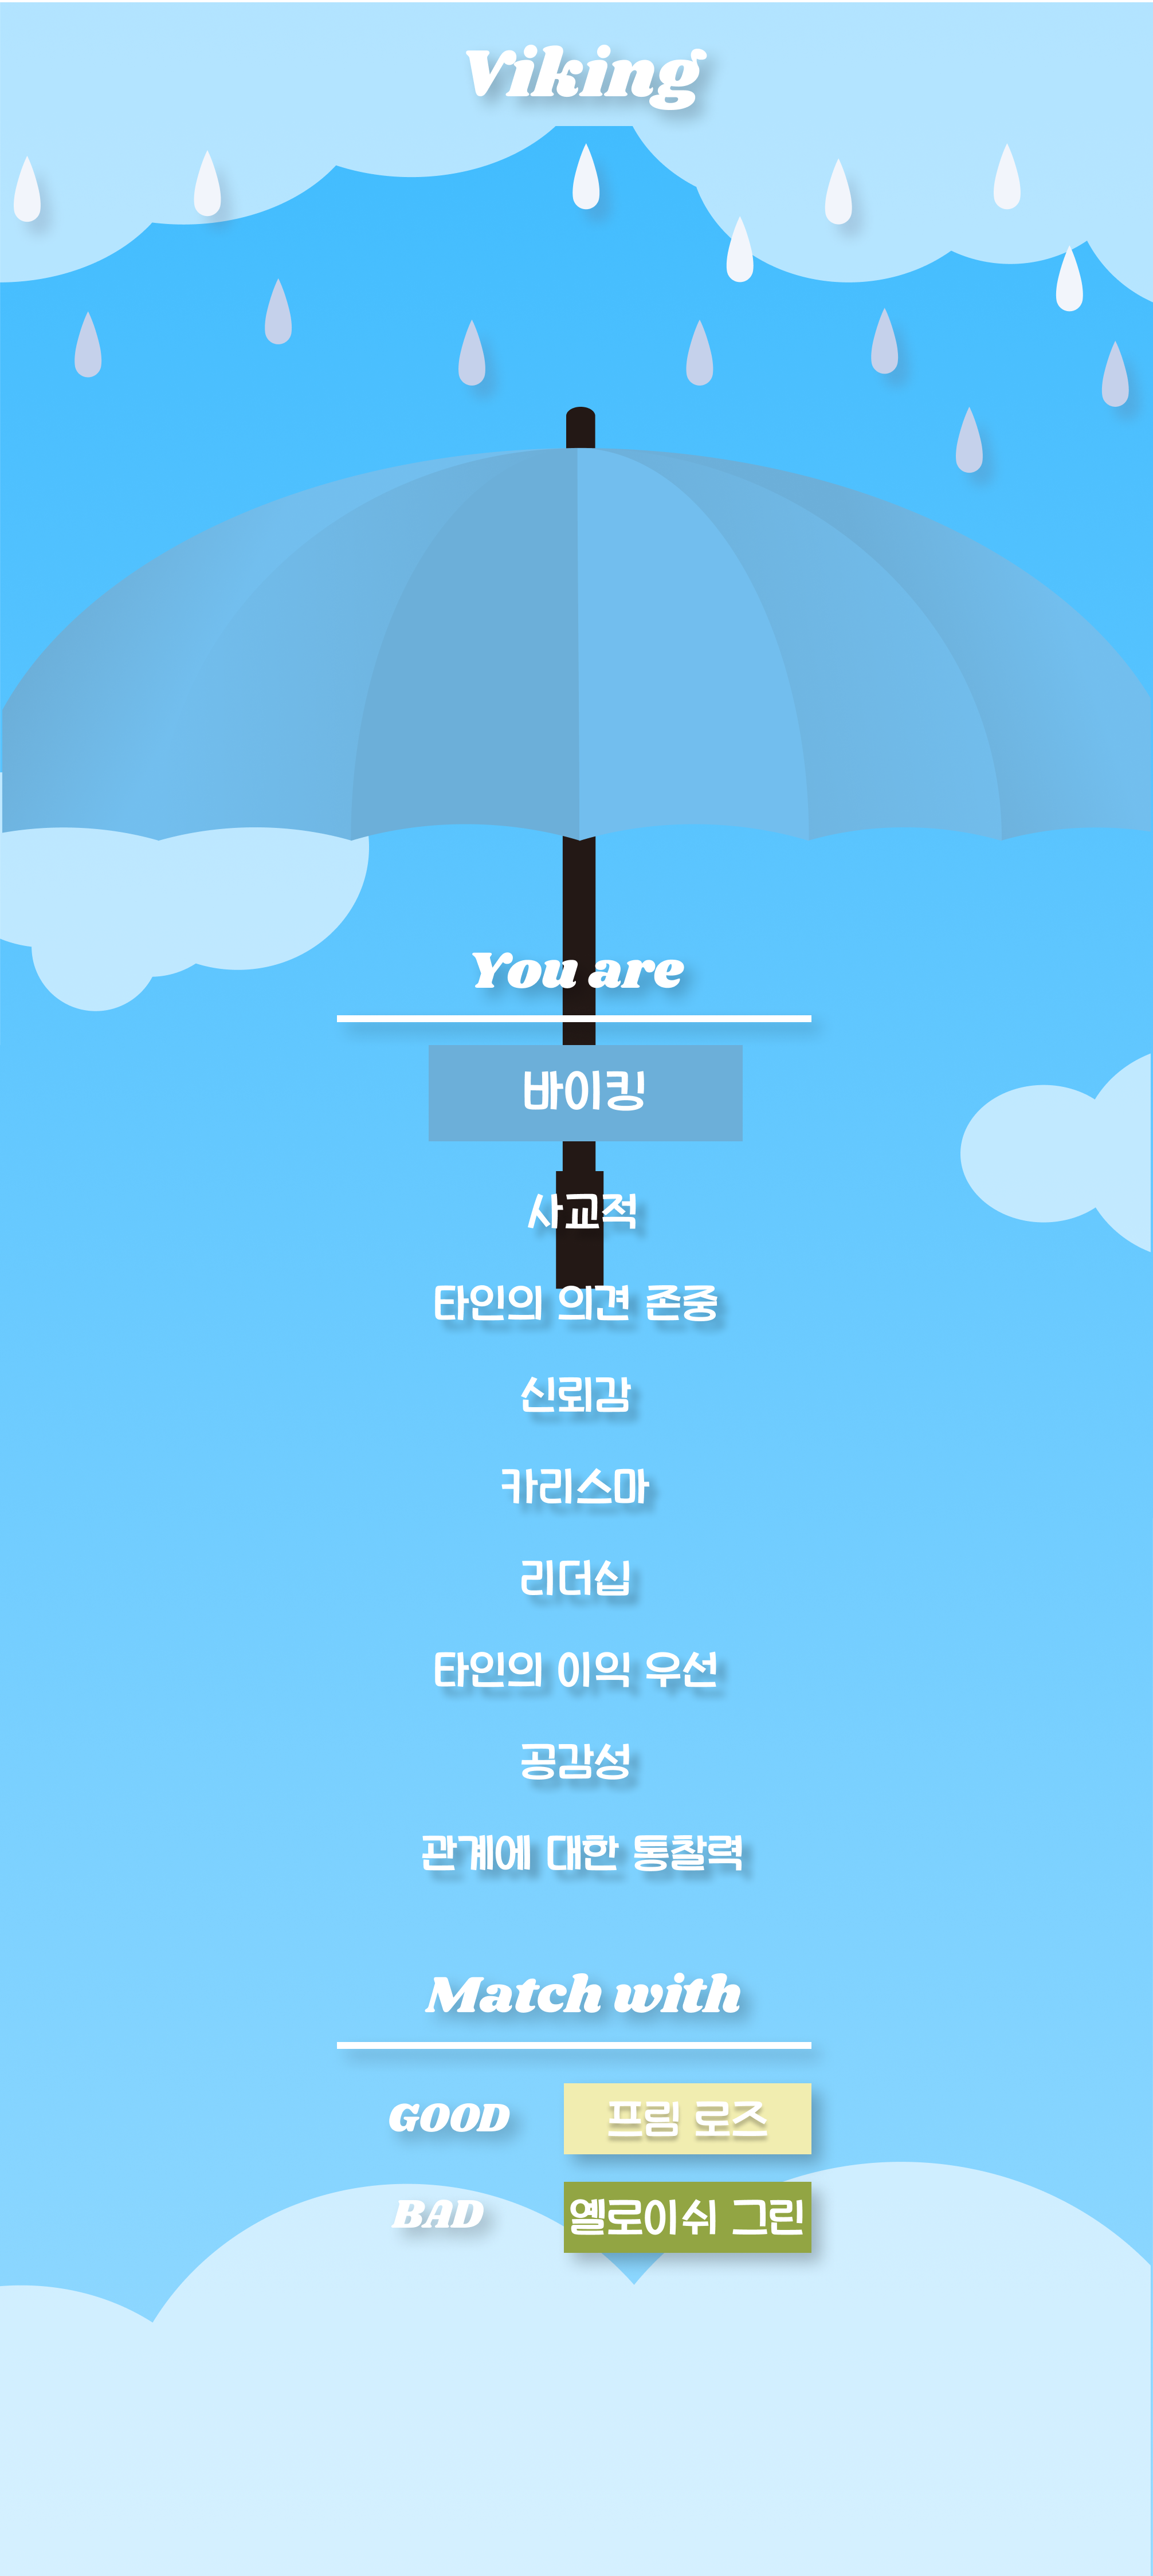 Viking
You are
바이킹
사교적
타인의 의견 존중
신뢰감
카리스마
리더십
타인의 이익 우선
공감성
관계에 대한 통찰력
Match with
GOOD 프림 로즈
BAD 옐로이쉬 그린